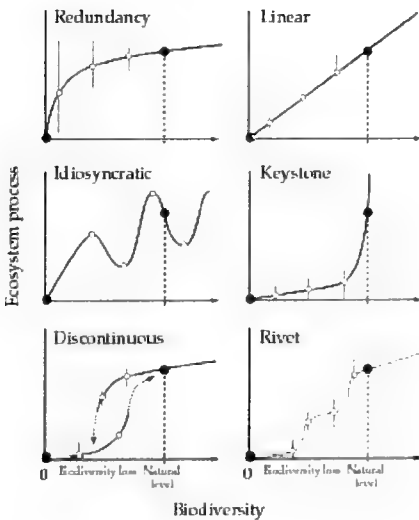 Redundancy
Linear
Idiosyncratic
Keystone
Ecosystem process
Discontinuous
Rivet
0
Biodiversity loss
Natural
level
0
Biodiversity loss
Natural
level
Biodiversity